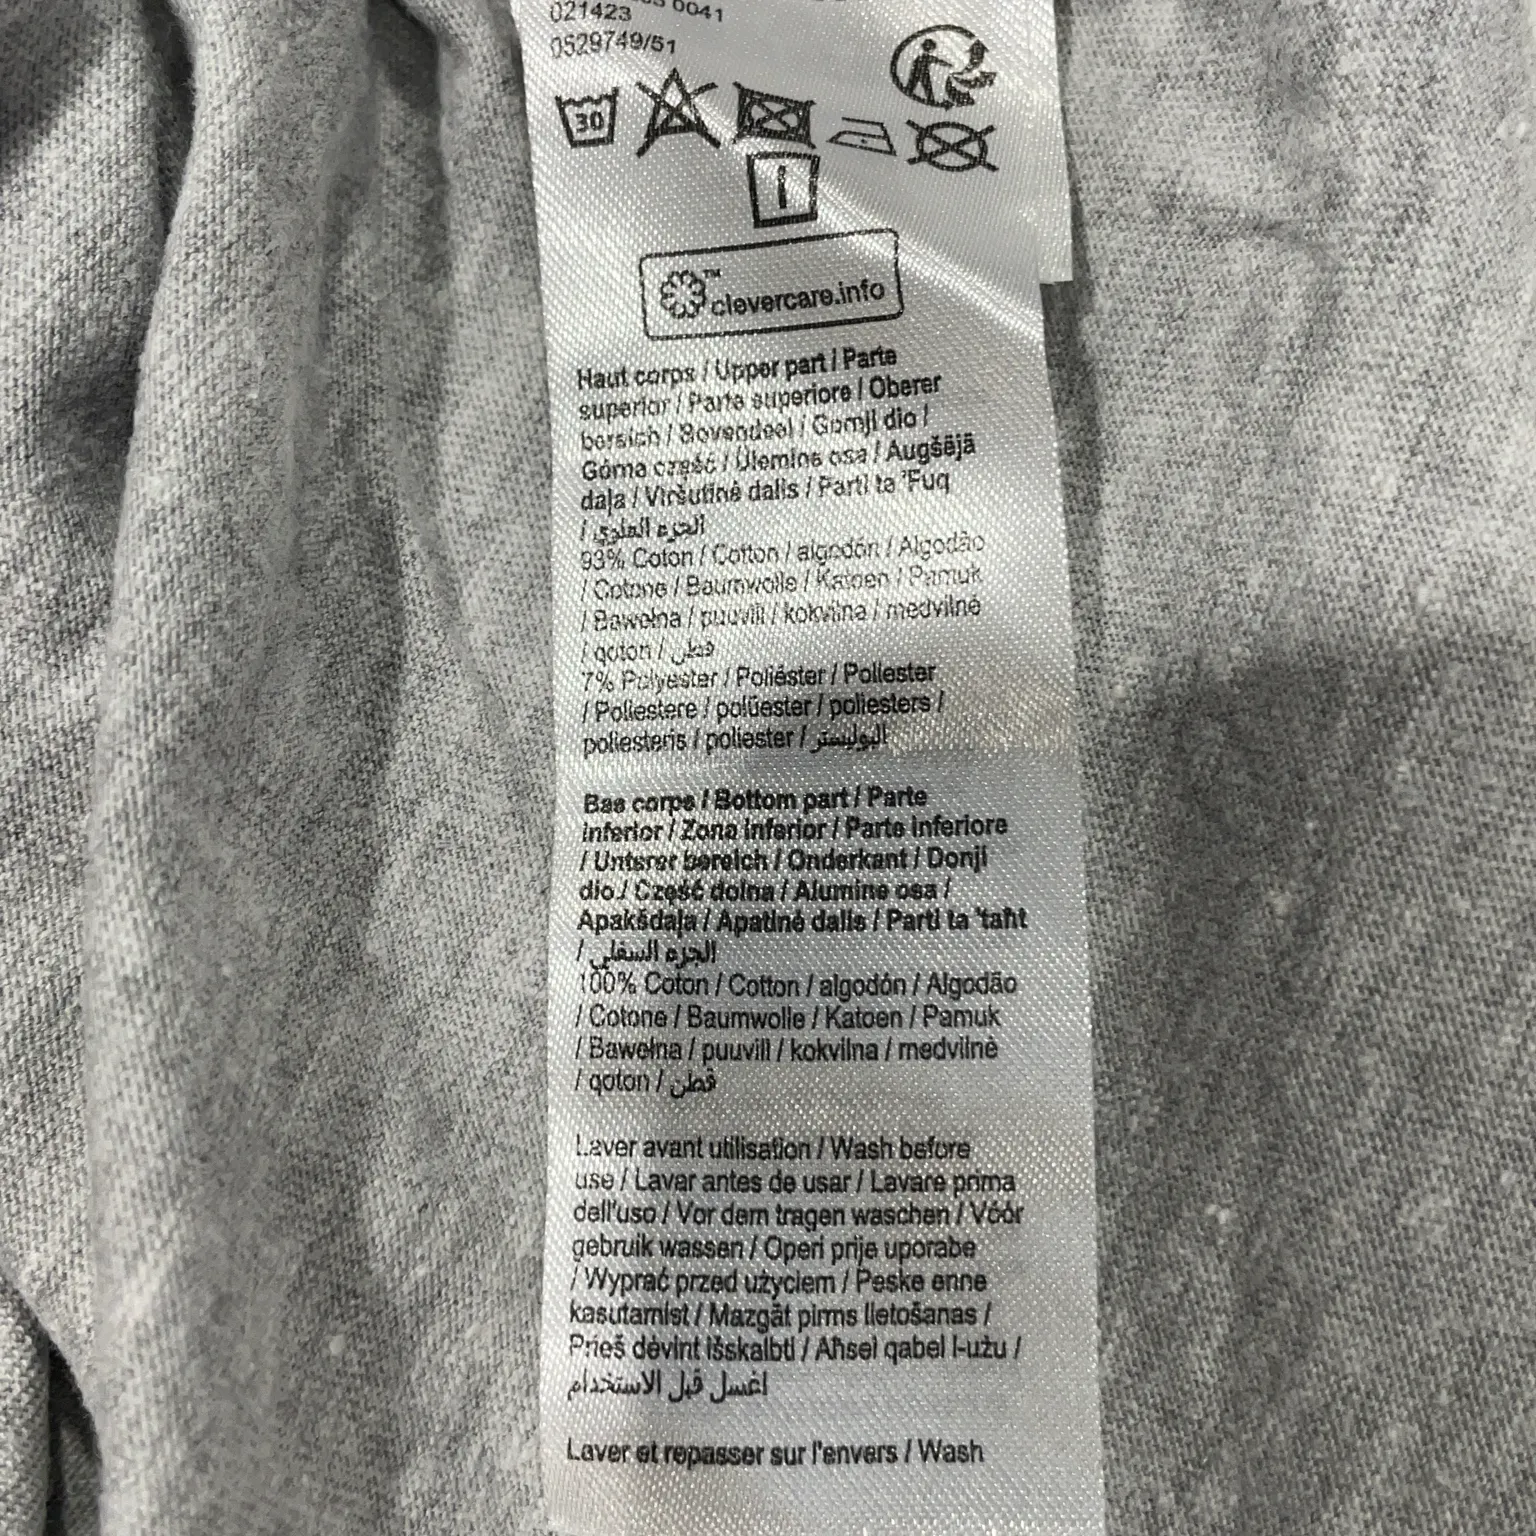 0041
021423
0529749/51
30
i
™
clevercare.info
Haut corps / Upper part / Parte
superior / Parte superiore / Oberer
bereich / Bovendeel / Gornji dio /
Górna część / Ülemine osa / Augšējā
daļa / Viršutinė dalis / Parti ta 'Fuq
/ الجزء العلوي
93% Coton / Cotton / algodón / Algodão
/ Cotone / Baumwolle / Katoen / Pamuk
/ Bawełna / puuvill / kokvilna / medvilnė
/ qoton / قطن
7% Polyester / Poliéster / Poliester
/ Poliestere / polüester / poliesters /
poliesteris / poliester / البوليستر
Bas corps / Bottom part / Parte
inferior / Zona inferior / Parte inferiore
/ Unterer bereich / Onderkant / Donji
dio / Część dolna / Alumine osa /
Apakšdaļa / Apatinė dalis / Parti ta 'taħt
/ الجزء السفلي
100% Coton / Cotton / algodón / Algodão
/ Cotone / Baumwolle / Katoen / Pamuk
/ Bawełna / puuvill / kokvilna / medvilnė
/ qoton / قطن
Laver avant utilisation / Wash before
use / Lavar antes de usar / Lavare prima
dell'uso / Vor dem tragen waschen / Vóór
gebruik wassen / Operi prije uporabe
/ Wyprać przed użyciem / Peske enne
kasutamist / Mazgāt pirms lietošanas /
Prieš dėvint išskalbti / Aħsel qabel l-użu /
اغسل قبل الاستخدام
Laver et repasser sur l'envers / Wash